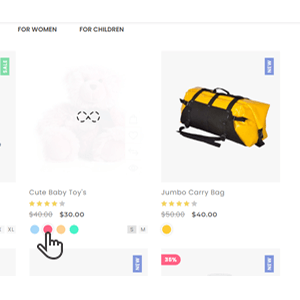 FOR WOMEN FOR CHILDREN
SALE
NEW
Cute Baby Toy's
$40.00 $30.00
XL
S M
Jumbo Carry Bag
$50.00 $40.00
NEW
35%
NEW